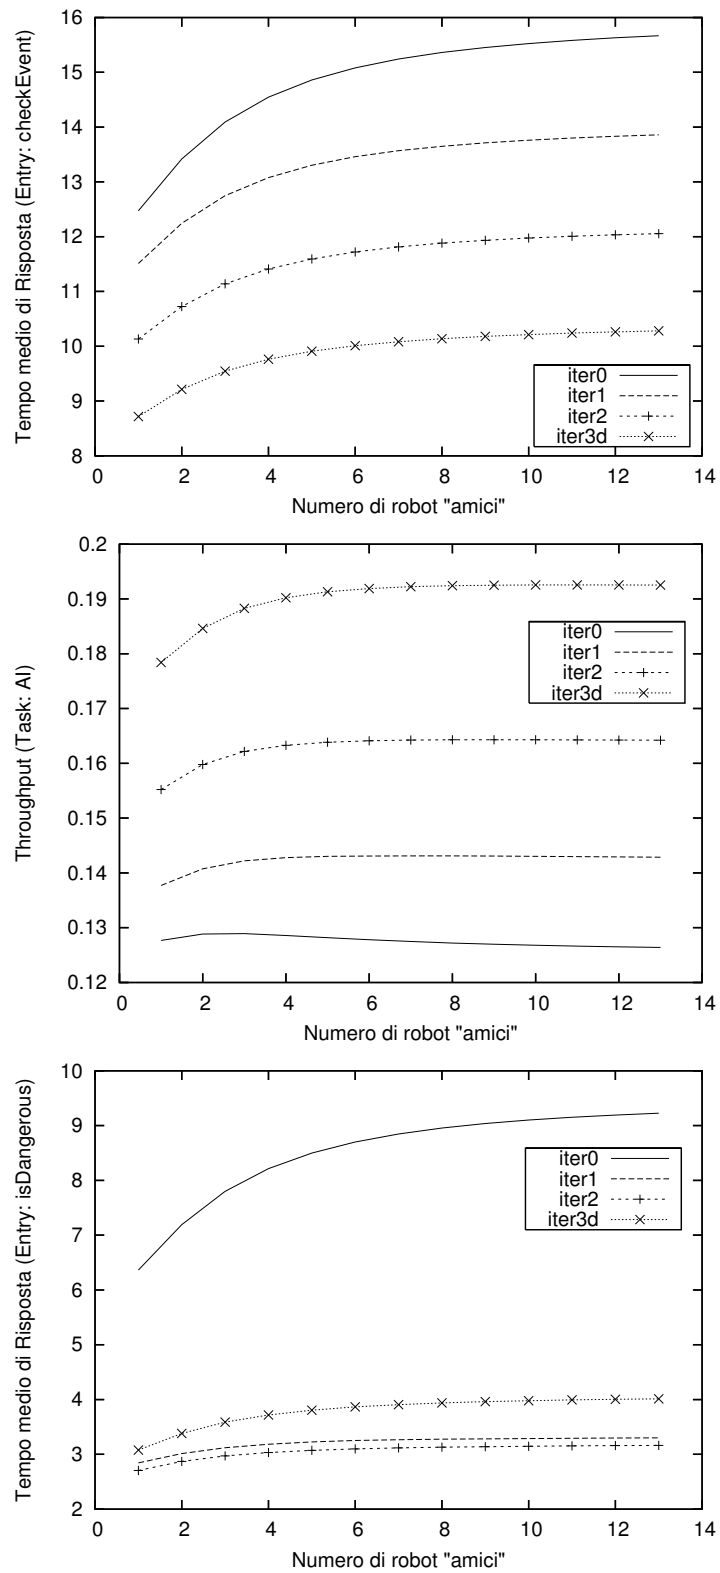 Tempo medio di Risposta (Entry: checkEvent)
16
15
14
13
12
11
10
9
8
0 2 4 6 8 10 12 14
Numero di robot "amici"
iter0
iter1
iter2
iter3d
Throughput (Task: AI)
0.2
0.19
0.18
0.17
0.16
0.15
0.14
0.13
0.12
0 2 4 6 8 10 12 14
Numero di robot "amici"
iter0
iter1
iter2
iter3d
Tempo medio di Risposta (Entry: isDangerous)
10
9
8
7
6
5
4
3
2
0 2 4 6 8 10 12 14
Numero di robot "amici"
iter0
iter1
iter2
iter3d